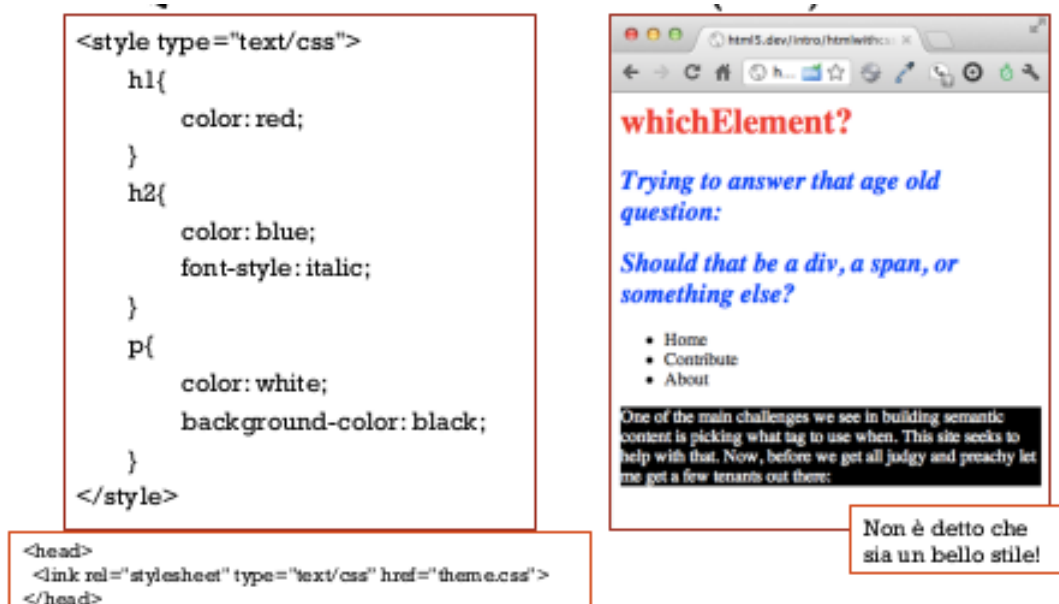 <style type="text/css">
h1{
color: red;
}
h2{
color: blue;
font-style: italic;
}
p{
color: white;
background-color: black;
}
</style>
<head>
<link rel="stylesheet" type="text/css" href="theme.css">
</head>
html5.dev/intro/htmlwithcs
h...
whichElement?
Trying to answer that age old
question:
Should that be a div, a span, or
something else?
• Home
• Contribute
• About
One of the main challenges we see in building semantic
content is picking what tag to use when. This site seeks to
help with that. Now, before we get all judgy and preachy let
me get a few tenants out there:
Non è detto che
sia un bello stile!